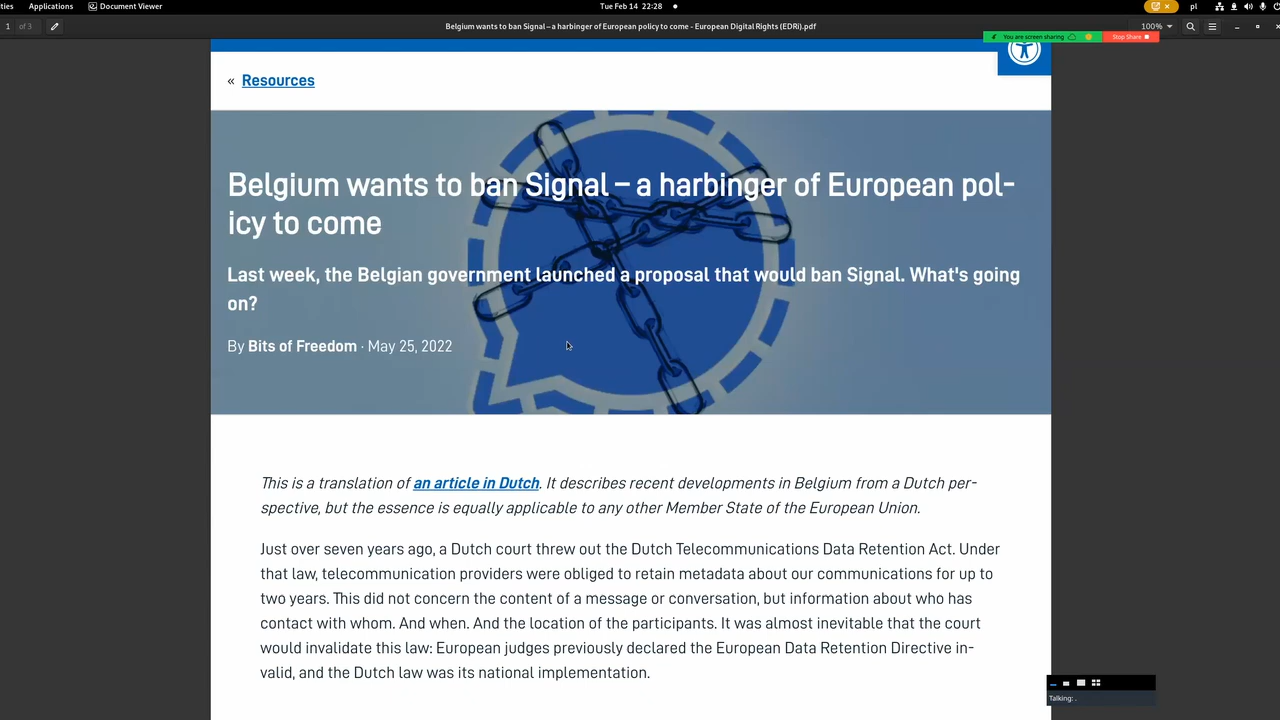 ties Applications Document Viewer Tue Feb 14 22:28 pl
1 of 3 Belgium wants to ban Signal – a harbinger of European policy to come - European Digital Rights (EDRi).pdf 100%
You are screen sharing Stop Share
« Resources
Belgium wants to ban Signal – a harbinger of European pol-
icy to come
Last week, the Belgian government launched a proposal that would ban Signal. What's going
on?
By Bits of Freedom · May 25, 2022
This is a translation of an article in Dutch. It describes recent developments in Belgium from a Dutch per-
spective, but the essence is equally applicable to any other Member State of the European Union.
Just over seven years ago, a Dutch court threw out the Dutch Telecommunications Data Retention Act. Under
that law, telecommunication providers were obliged to retain metadata about our communications for up to
two years. This did not concern the content of a message or conversation, but information about who has
contact with whom. And when. And the location of the participants. It was almost inevitable that the court
would invalidate this law: European judges previously declared the European Data Retention Directive in-
valid, and the Dutch law was its national implementation.
Talking: .